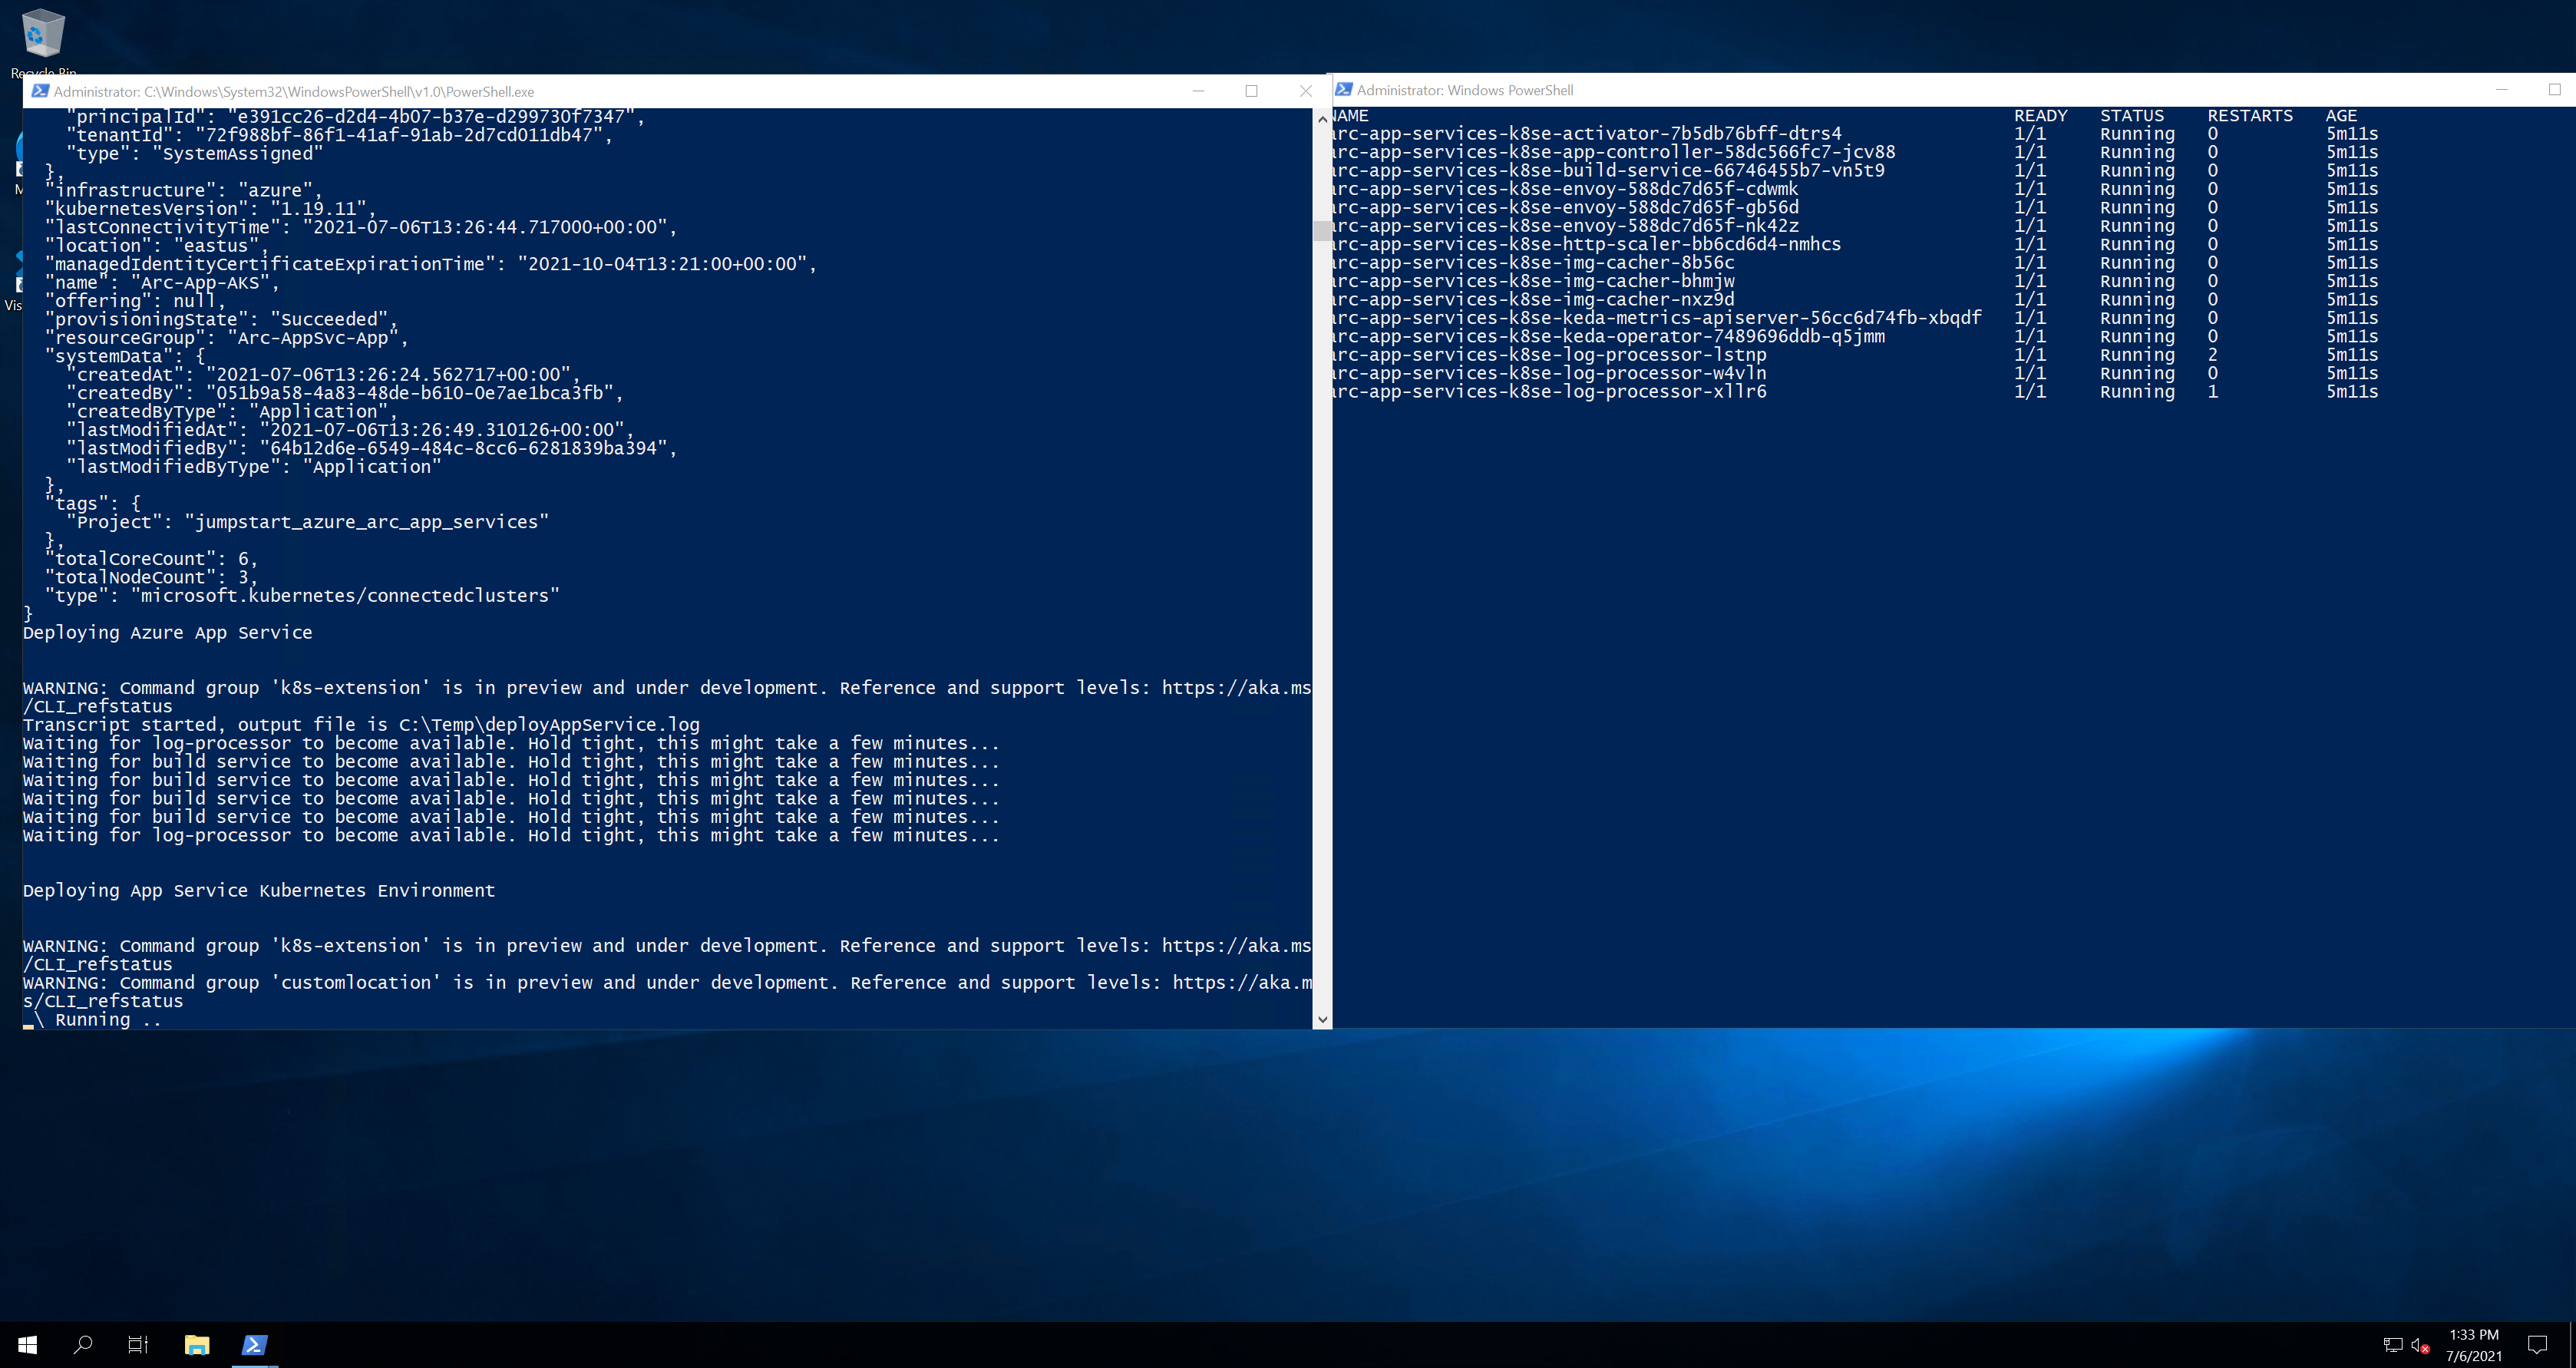 Recycle Bin
Vis
Administrator: C:\Windows\System32\WindowsPowerShell\v1.0\PowerShell.exe
"principalId": "e391cc26-d2d4-4b07-b37e-d299730f7347",
"tenantId": "72f988bf-86f1-41af-91ab-2d7cd011db47",
"type": "SystemAssigned"
},
"infrastructure": "azure",
"kubernetesVersion": "1.19.11",
"lastConnectivityTime": "2021-07-06T13:26:44.717000+00:00",
"location": "eastus",
"managedIdentityCertificateExpirationTime": "2021-10-04T13:21:00+00:00",
"name": "Arc-App-AKS",
"offering": null,
"provisioningState": "Succeeded",
"resourceGroup": "Arc-AppSvc-App",
"systemData": {
"createdAt": "2021-07-06T13:26:24.562717+00:00",
"createdBy": "051b9a58-4a83-48de-b610-0e7ae1bca3fb",
"createdByType": "Application",
"lastModifiedAt": "2021-07-06T13:26:49.310126+00:00",
"lastModifiedBy": "64b12d6e-6549-484c-8cc6-6281839ba394",
"lastModifiedByType": "Application"
},
"tags": {
"Project": "jumpstart_azure_arc_app_services"
},
"totalCoreCount": 6,
"totalNodeCount": 3,
"type": "microsoft.kubernetes/connectedclusters"
}
Deploying Azure App Service
WARNING: Command group 'k8s-extension' is in preview and under development. Reference and support levels: https://aka.ms
/CLI_refstatus
Transcript started, output file is C:\Temp\deployAppService.log
Waiting for log-processor to become available. Hold tight, this might take a few minutes...
Waiting for build service to become available. Hold tight, this might take a few minutes...
Waiting for build service to become available. Hold tight, this might take a few minutes...
Waiting for build service to become available. Hold tight, this might take a few minutes...
Waiting for build service to become available. Hold tight, this might take a few minutes...
Waiting for log-processor to become available. Hold tight, this might take a few minutes...
Deploying App Service Kubernetes Environment
WARNING: Command group 'k8s-extension' is in preview and under development. Reference and support levels: https://aka.ms
/CLI_refstatus
WARNING: Command group 'customlocation' is in preview and under development. Reference and support levels: https://aka.m
s/CLI_refstatus
_\ Running ..
Administrator: Windows PowerShell
NAME READY STATUS RESTARTS AGE
arc-app-services-k8se-activator-7b5db76bff-dtrs4 1/1 Running 0 5m11s
arc-app-services-k8se-app-controller-58dc566fc7-jcv88 1/1 Running 0 5m11s
arc-app-services-k8se-build-service-66746455b7-vn5t9 1/1 Running 0 5m11s
arc-app-services-k8se-envoy-588dc7d65f-cdwmk 1/1 Running 0 5m11s
arc-app-services-k8se-envoy-588dc7d65f-gb56d 1/1 Running 0 5m11s
arc-app-services-k8se-envoy-588dc7d65f-nk42z 1/1 Running 0 5m11s
arc-app-services-k8se-http-scaler-bb6cd6d4-nmhcs 1/1 Running 0 5m11s
arc-app-services-k8se-img-cacher-8b56c 1/1 Running 0 5m11s
arc-app-services-k8se-img-cacher-bhmjw 1/1 Running 0 5m11s
arc-app-services-k8se-img-cacher-nxz9d 1/1 Running 0 5m11s
arc-app-services-k8se-keda-metrics-apiserver-56cc6d74fb-xbqdf 1/1 Running 0 5m11s
arc-app-services-k8se-keda-operator-7489696ddb-q5jmm 1/1 Running 0 5m11s
arc-app-services-k8se-log-processor-lstnp 1/1 Running 2 5m11s
arc-app-services-k8se-log-processor-w4vln 1/1 Running 0 5m11s
arc-app-services-k8se-log-processor-xllr6 1/1 Running 1 5m11s
1:33 PM
7/6/2021